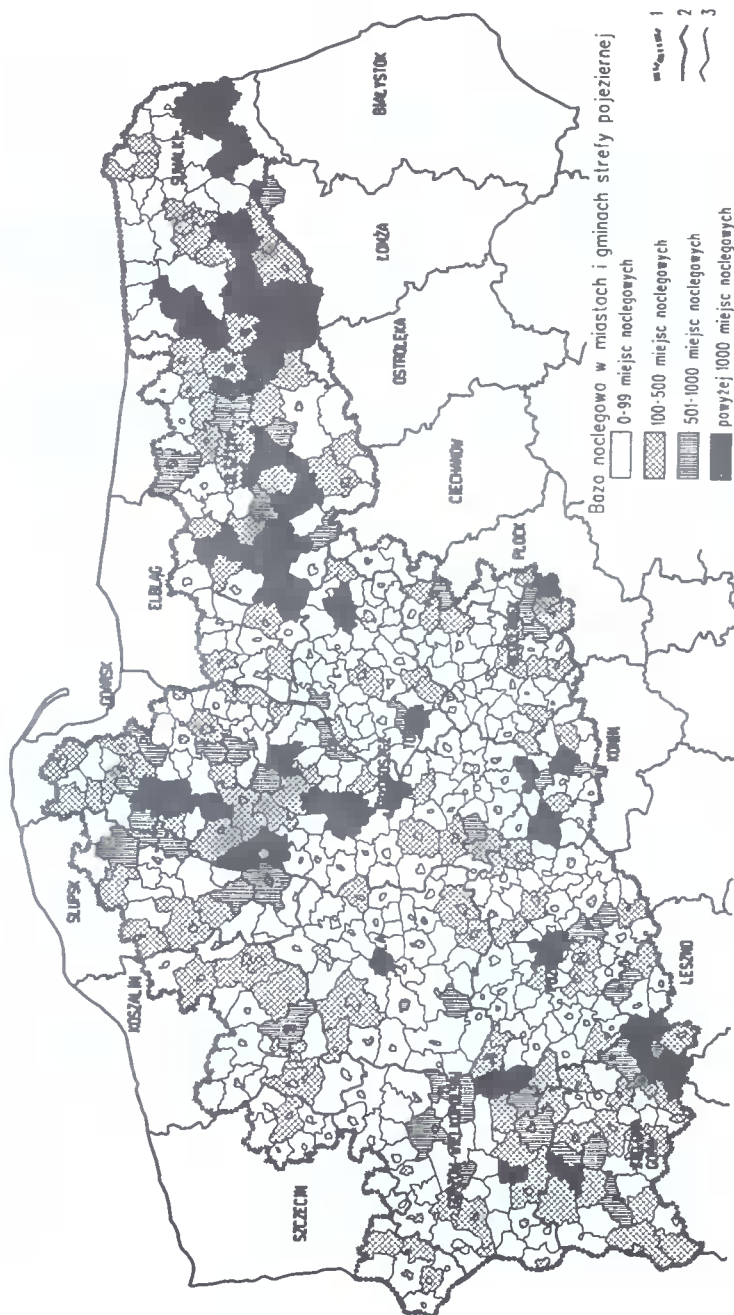 SZCZECIN
KOSZALIN
SŁUPSK
GDAŃSK
ELBLĄG
SUWAŁKI
BIAŁYSTOK
ŁOMŻA
OSTROŁĘKA
CIECHANÓW
PŁOCK
KONIN
LESZNO
Baza noclegowa w miastach i gminach strefy pojeziernej
0-99 miejsc noclegowych
100-500 miejsc noclegowych
501-1000 miejsc noclegowych
powyżej 1000 miejsc noclegowych
1
2
3